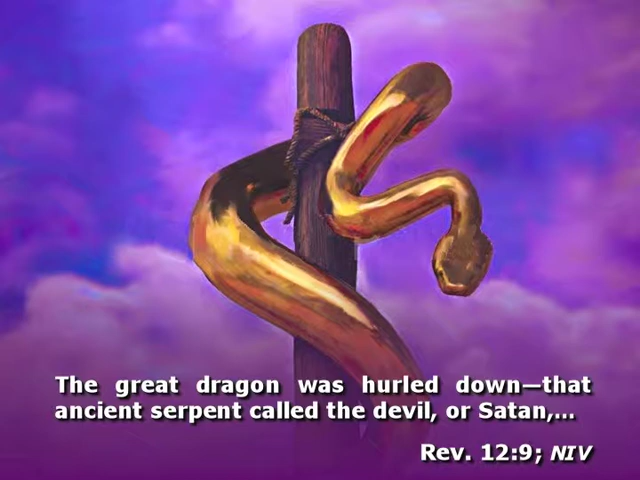 The great dragon was hurled down—that
ancient serpent called the devil, or Satan,...
Rev. 12:9; NIV